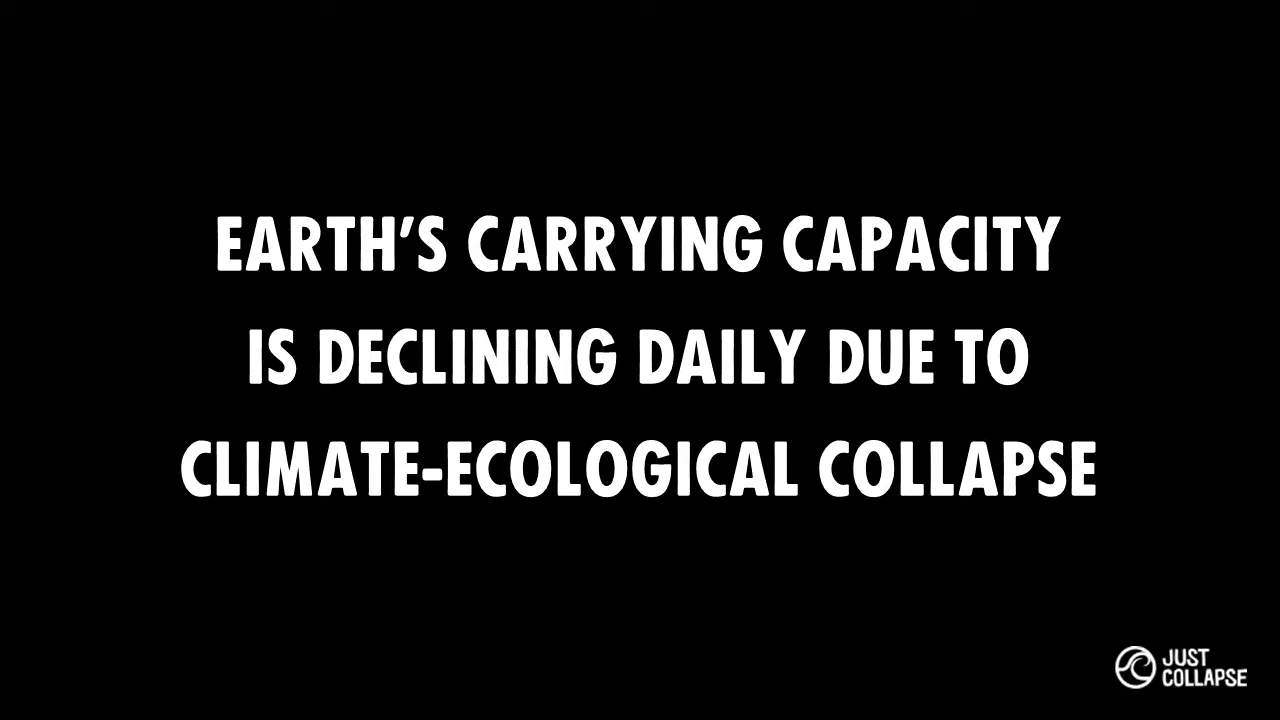 EARTH’S CARRYING CAPACITY
IS DECLINING DAILY DUE TO
CLIMATE-ECOLOGICAL COLLAPSE
JUST
COLLAPSE